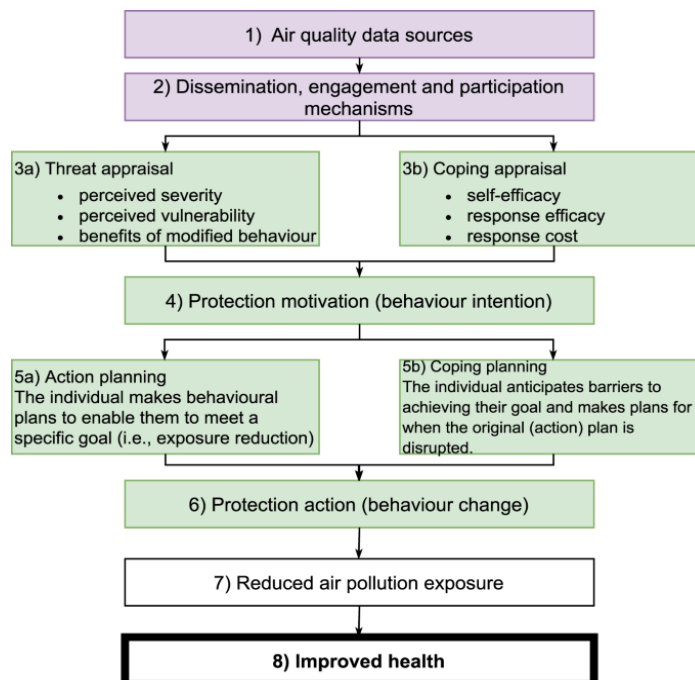 1) Air quality data sources
2) Dissemination, engagement and participation
mechanisms
3a) Threat appraisal
• perceived severity
• perceived vulnerability
• benefits of modified behaviour
3b) Coping appraisal
• self-efficacy
• response efficacy
• response cost
4) Protection motivation (behaviour intention)
5a) Action planning
The individual makes behavioural
plans to enable them to meet a
specific goal (i.e., exposure reduction)
5b) Coping planning
The individual anticipates barriers to
achieving their goal and makes plans for
when the original (action) plan is
disrupted.
6) Protection action (behaviour change)
7) Reduced air pollution exposure
8) Improved health